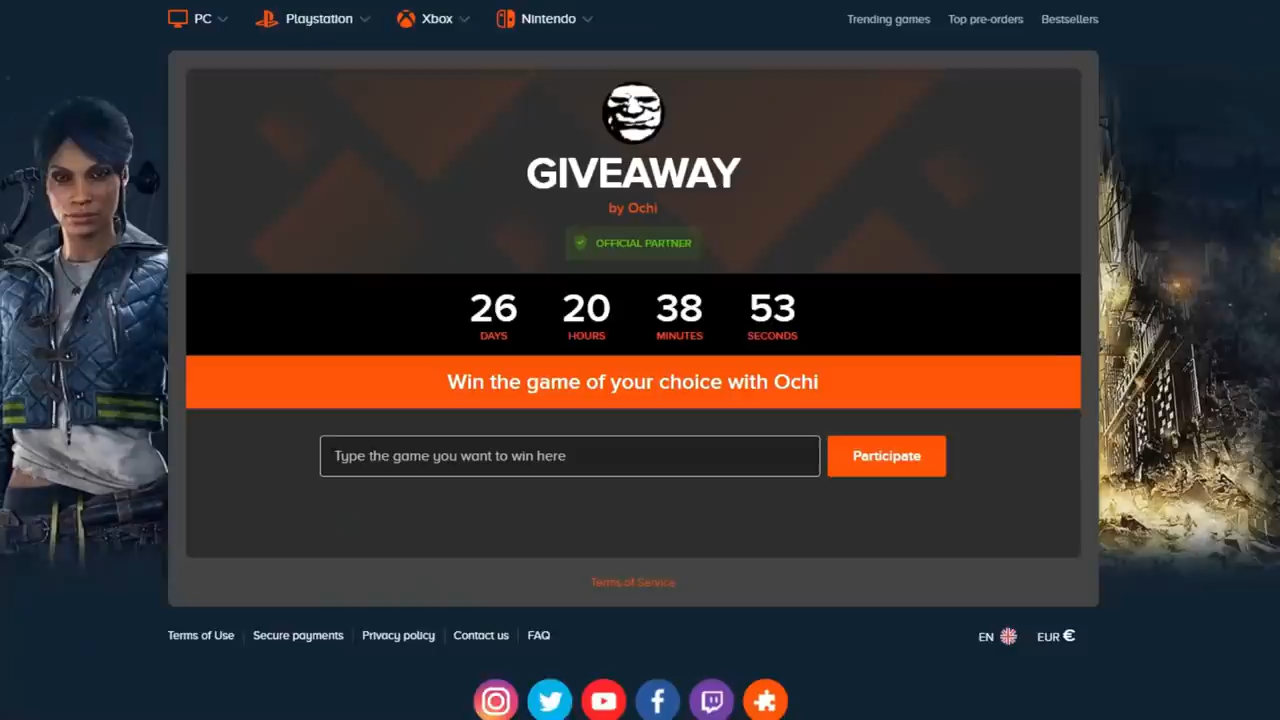 PC
Playstation
Xbox
Nintendo
Trending games
Top pre-orders
Bestsellers
GIVEAWAY
by Ochi
OFFICIAL PARTNER
26 20 38 53
DAYS HOURS MINUTES SECONDS
Win the game of your choice with Ochi
Type the game you want to win here
Participate
Terms of Service
Terms of Use
Secure payments
Privacy policy
Contact us
FAQ
EN
EUR €